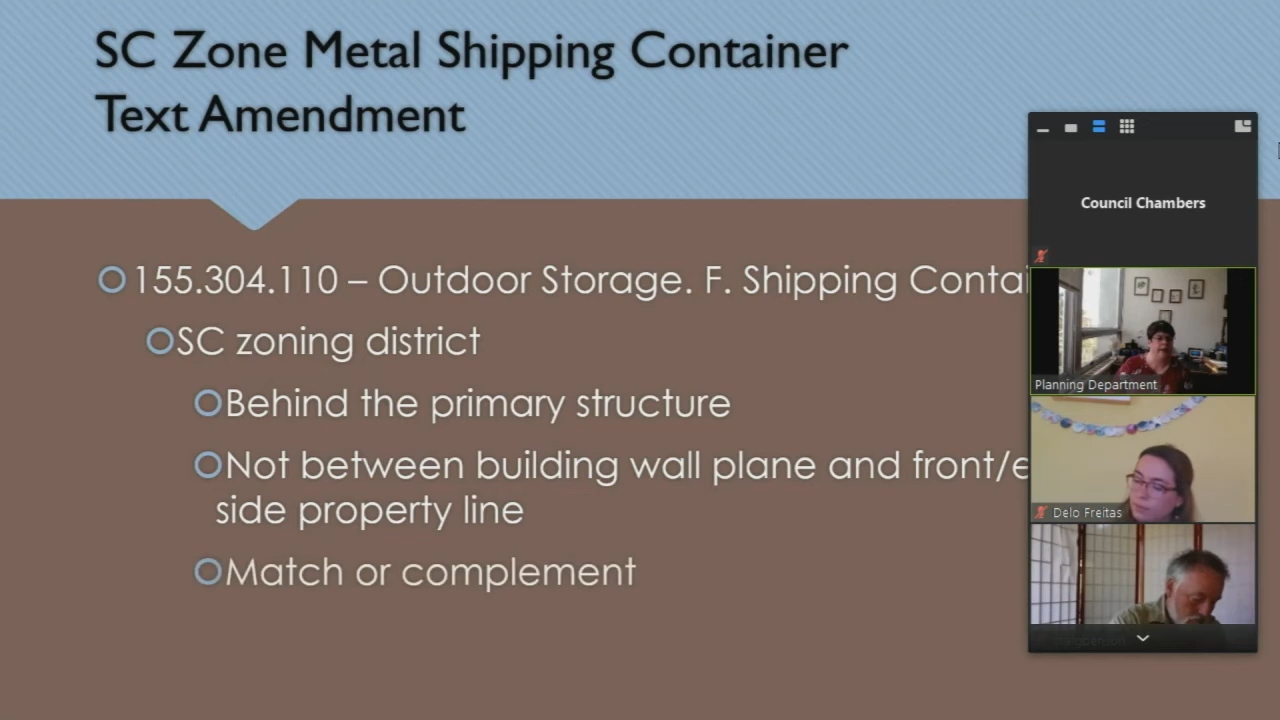 SC Zone Metal Shipping Container
Text Amendment
155.304.110 – Outdoor Storage. F. Shipping Contai
SC zoning district
Behind the primary structure
Not between building wall plane and front/e
side property line
Match or complement
Council Chambers
Planning Department
Delo Freitas